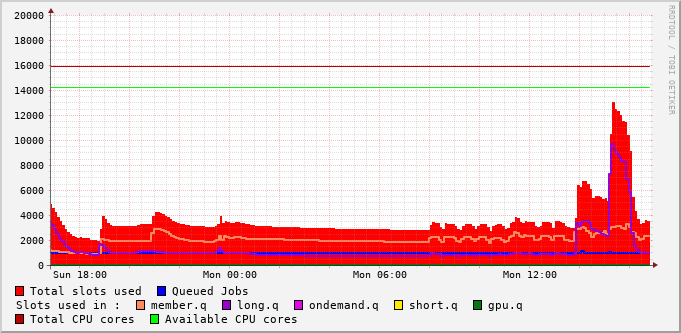 RRDTOOL / TOBI OETIKER
20000
18000
16000
14000
12000
10000
8000
6000
4000
2000
0
Sun 18:00 Mon 00:00 Mon 06:00 Mon 12:00
Total slots used Queued Jobs
Slots used in : member.q long.q ondemand.q short.q gpu.q
Total CPU cores Available CPU cores